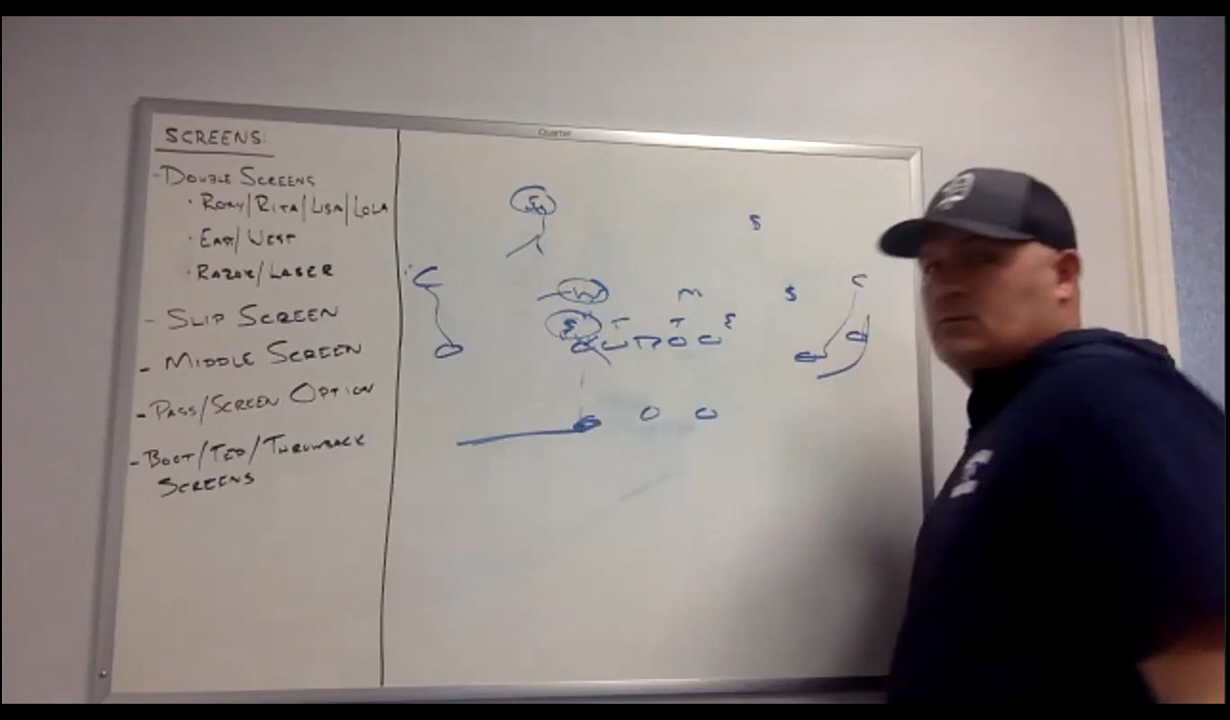 Quarter
SCREENS:
- DOUBLE SCREENS
· ROXY/RITA/LISA/LOLA
· EAST/WEST
· RAZOR/LASER
- SLIP SCREEN
- MIDDLE SCREEN
- PASS/SCREEN OPTION
- BOOT/TED/THROWBACK
SCREENS
S
S
C
W
M
S
C
E
T
T
E